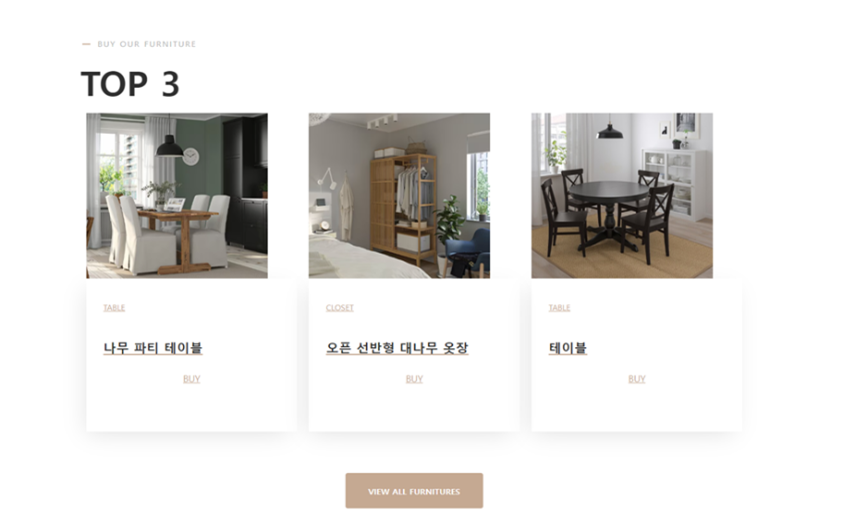 BUY OUR FURNITURE
TOP 3
TABLE
나무 파티 테이블
BUY
CLOSET
오픈 선반형 대나무 옷장
BUY
TABLE
테이블
BUY
VIEW ALL FURNITURES